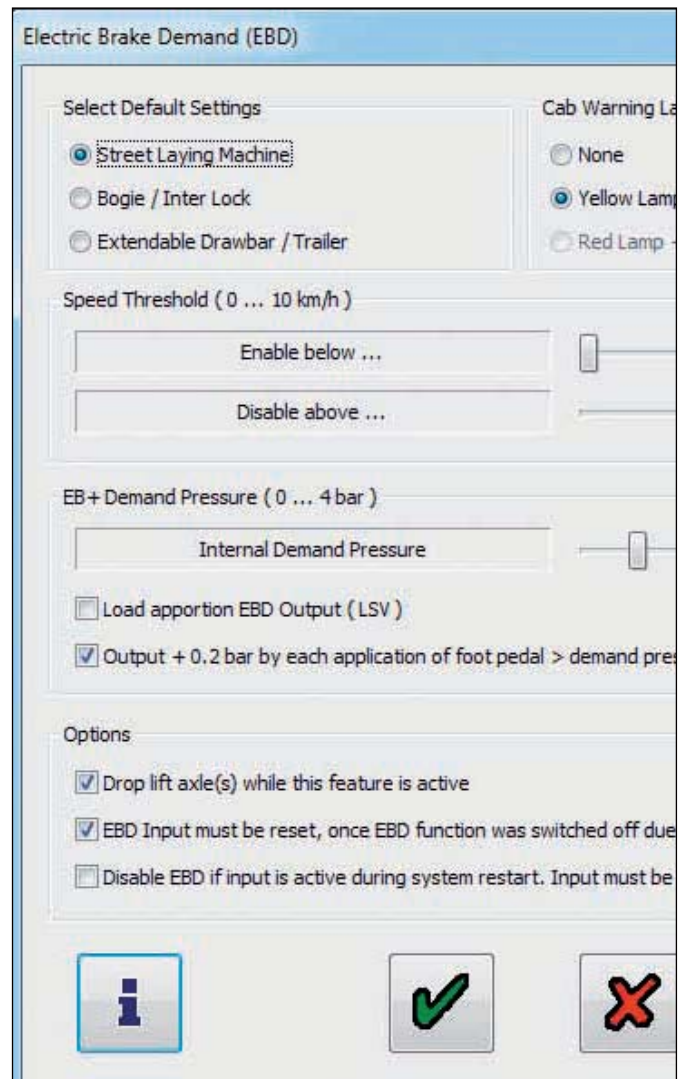 Electric Brake Demand (EBD)
Select Default Settings
Street Laying Machine
Bogie / Inter Lock
Extendable Drawbar / Trailer
Cab Warning La
None
Yellow Lamp
Red Lamp -
Speed Threshold ( 0 ... 10 km/h )
Enable below ...
Disable above ...
EB+ Demand Pressure ( 0 ... 4 bar )
Internal Demand Pressure
Load apportion EBD Output ( LSV )
Output + 0.2 bar by each application of foot pedal > demand pres
Options
Drop lift axle(s) while this feature is active
EBD Input must be reset, once EBD function was switched off due
Disable EBD if input is active during system restart. Input must be